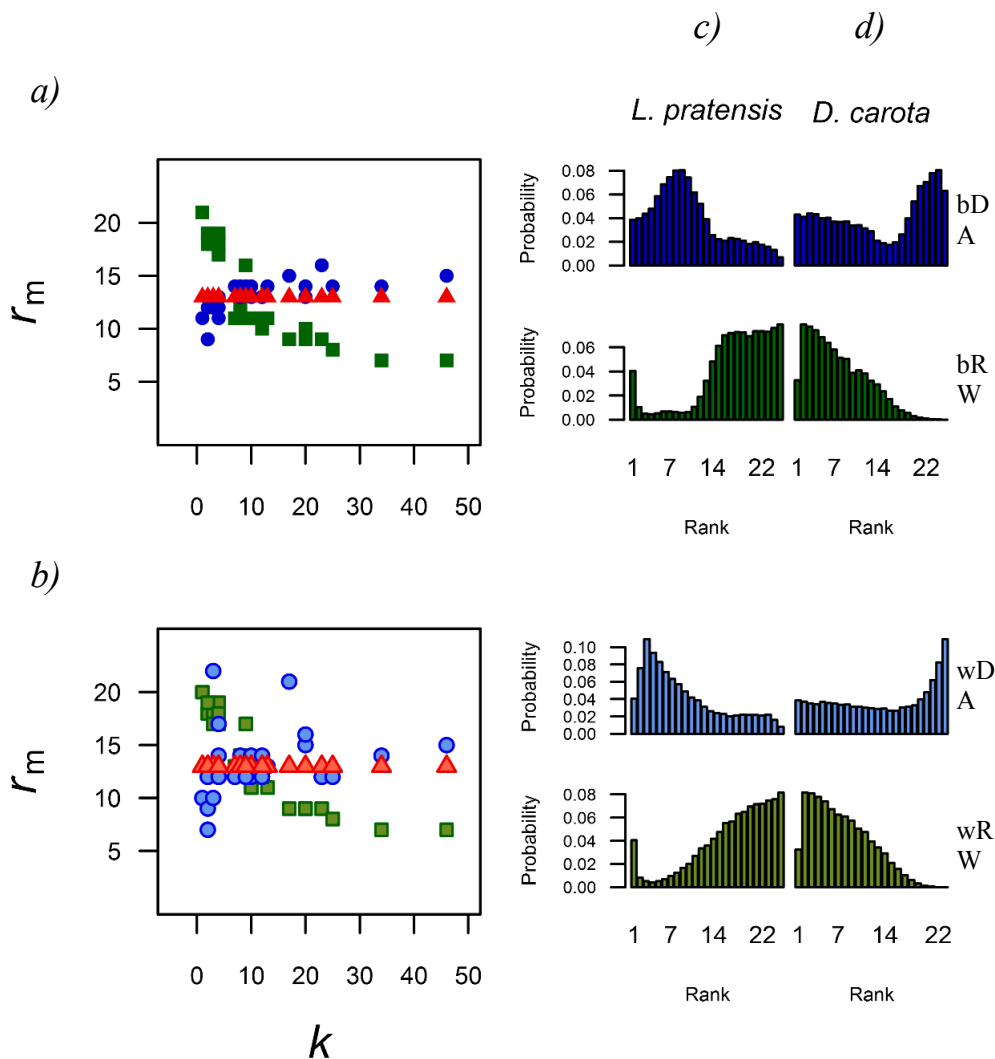 c) d)
a)
L. pratensis D. carota
r_m
20
15
10
5
0 10 20 30 40 50
Probability
0.08
0.06
0.04
0.02
0.00
bD
A
Probability
0.06
0.04
0.02
0.00
bR
W
1 7 14 22 1 7 14 22
Rank Rank
b)
r_m
20
15
10
5
0 10 20 30 40 50
k
Probability
0.10
0.08
0.06
0.04
0.02
0.00
wD
A
Probability
0.08
0.06
0.04
0.02
0.00
wR
W
1 7 14 22 1 7 14 22
Rank Rank